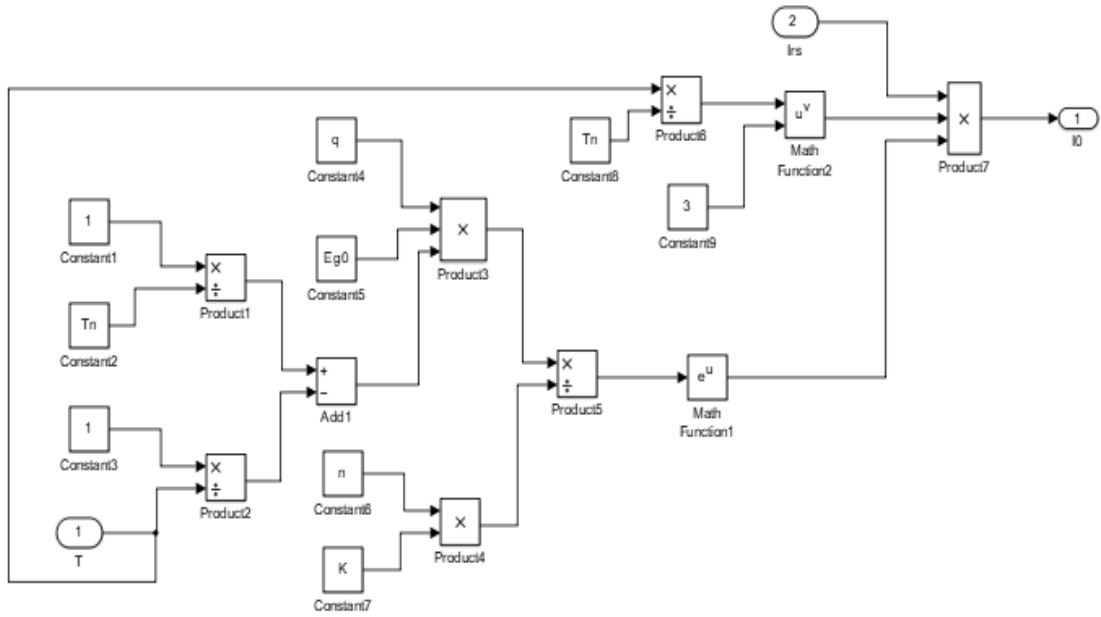 2
Irs
×
÷
Product6
Tn
Constant8
u^v
Math
Function2
3
Constant9
×
Product7
1
I0
q
Constant4
Eg0
Constant5
×
Product3
1
Constant1
Tn
Constant2
×
÷
Product1
+
−
Add1
×
÷
Product5
e^u
Math
Function1
1
Constant3
×
÷
Product2
1
T
n
Constant6
K
Constant7
×
Product4